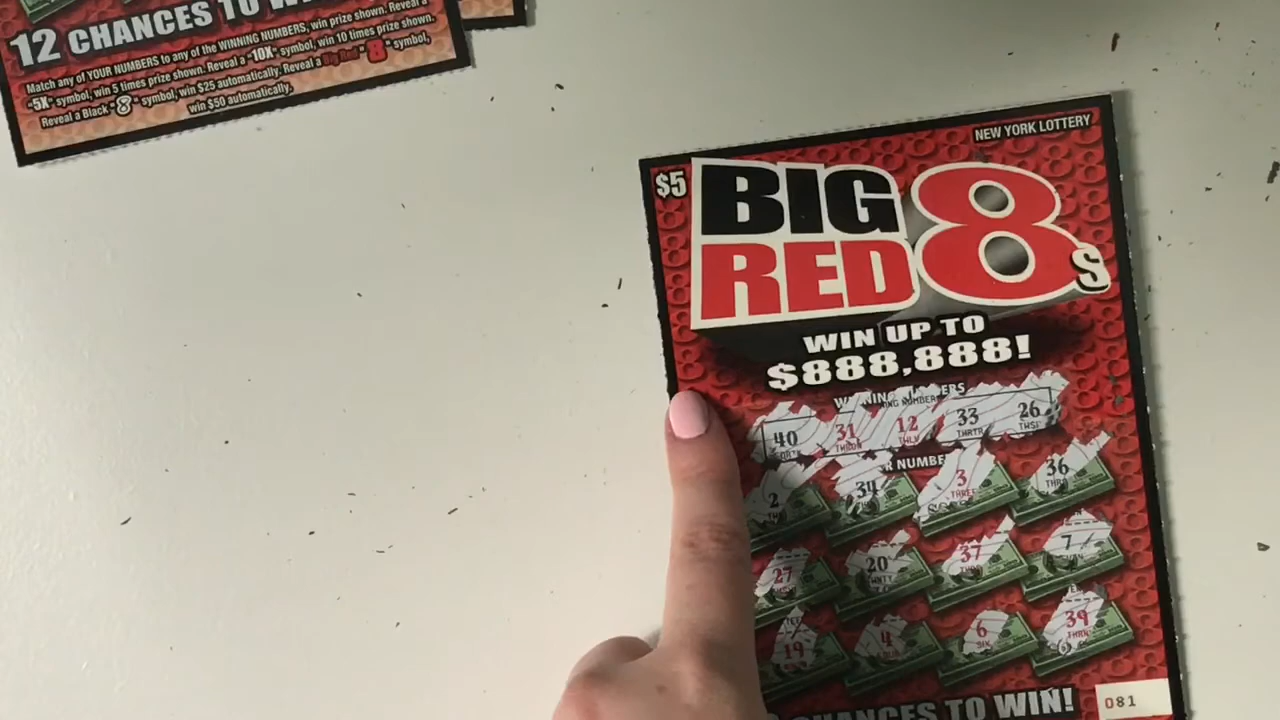 12 CHANCES TO
Match any of YOUR NUMBERS to any of the WINNING NUMBERS, win prize shown. Reveal a
"5X" symbol, win 5 times prize shown. Reveal a "10X" symbol, win 10 times prize shown.
Reveal a Black "8" symbol, win $25 automatically. Reveal a Big Red "8" symbol,
win $50 automatically.
NEW YORK LOTTERY
$5
BIG
RED 8s
WIN UP TO
$888,888!
40 31 12 33 26
2 34 3 36
THREE
27 20 37 7
19 4 6 39
SIX
CHANCES TO WIN!
081